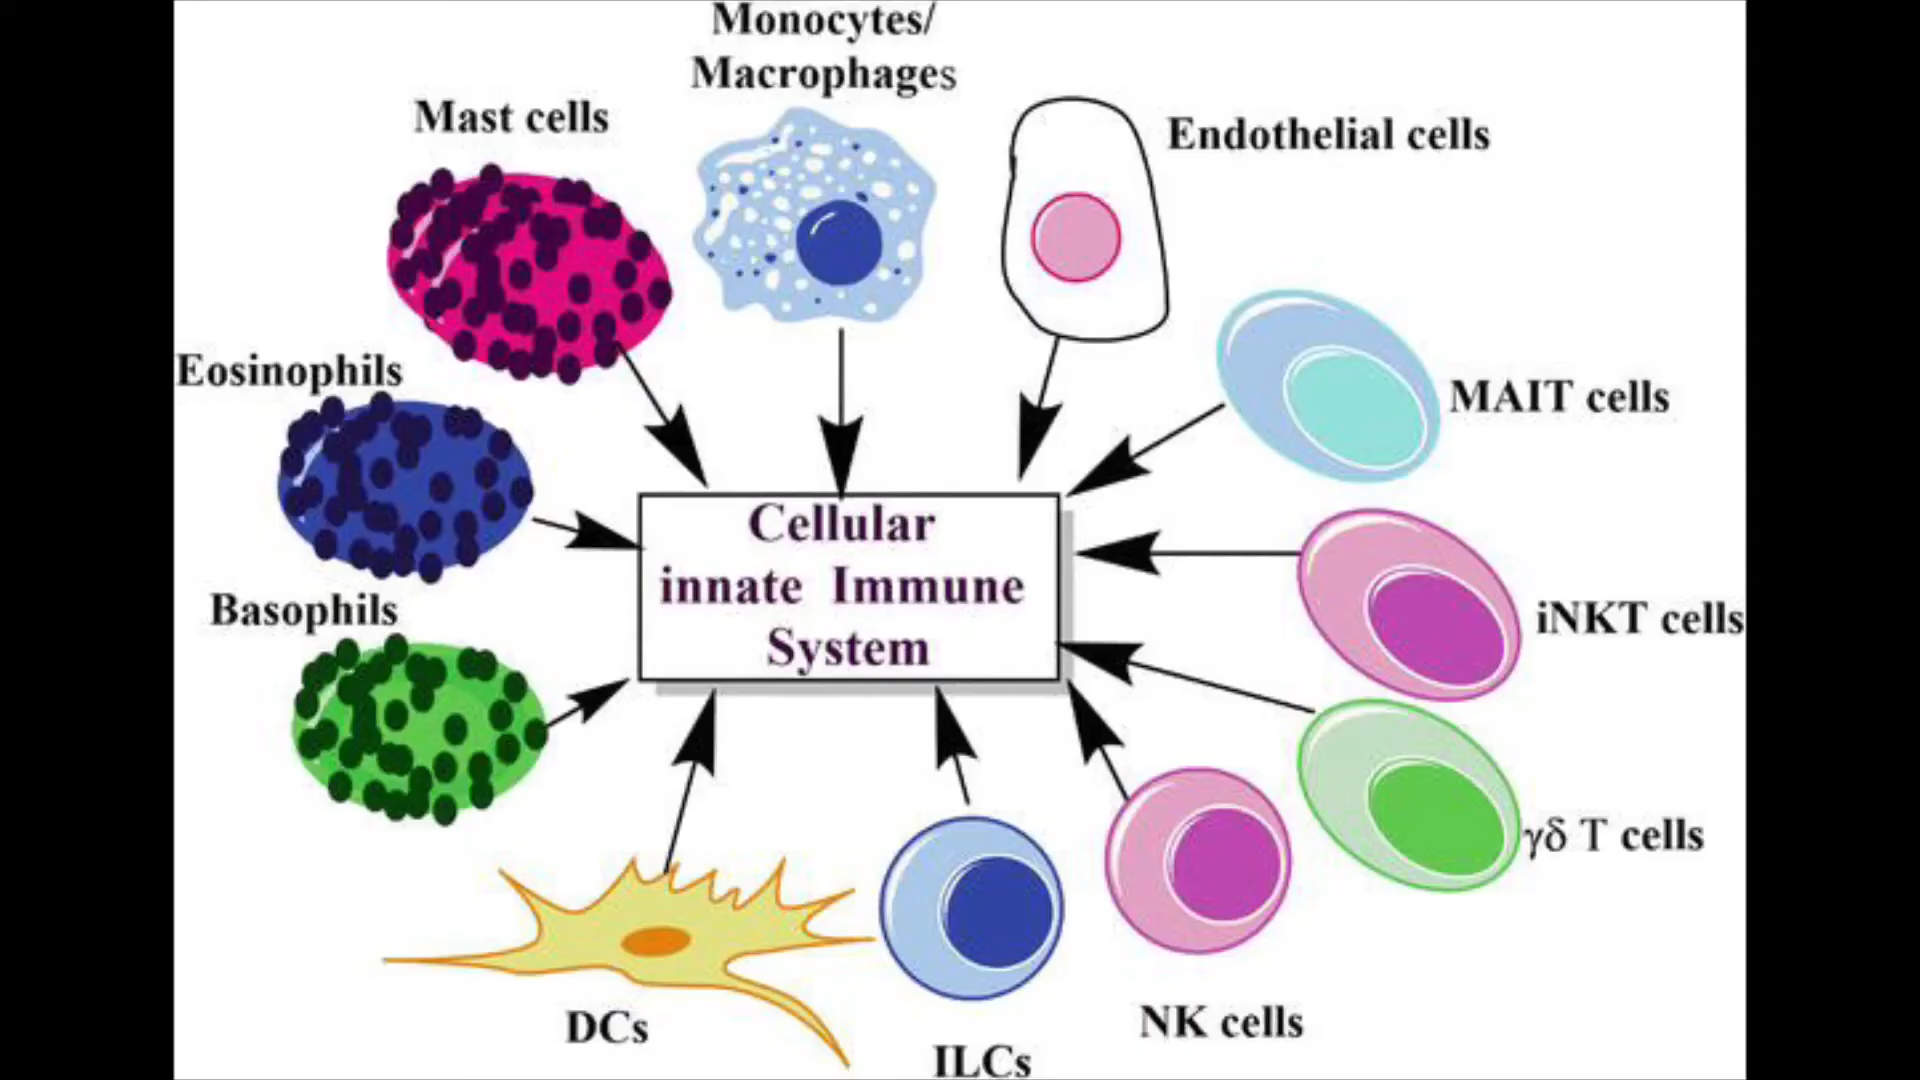 Monocytes/
Macrophages
Mast cells
Endothelial cells
Eosinophils
MAIT cells
Cellular
innate Immune
System
Basophils
iNKT cells
γδ T cells
DCs
ILCs
NK cells